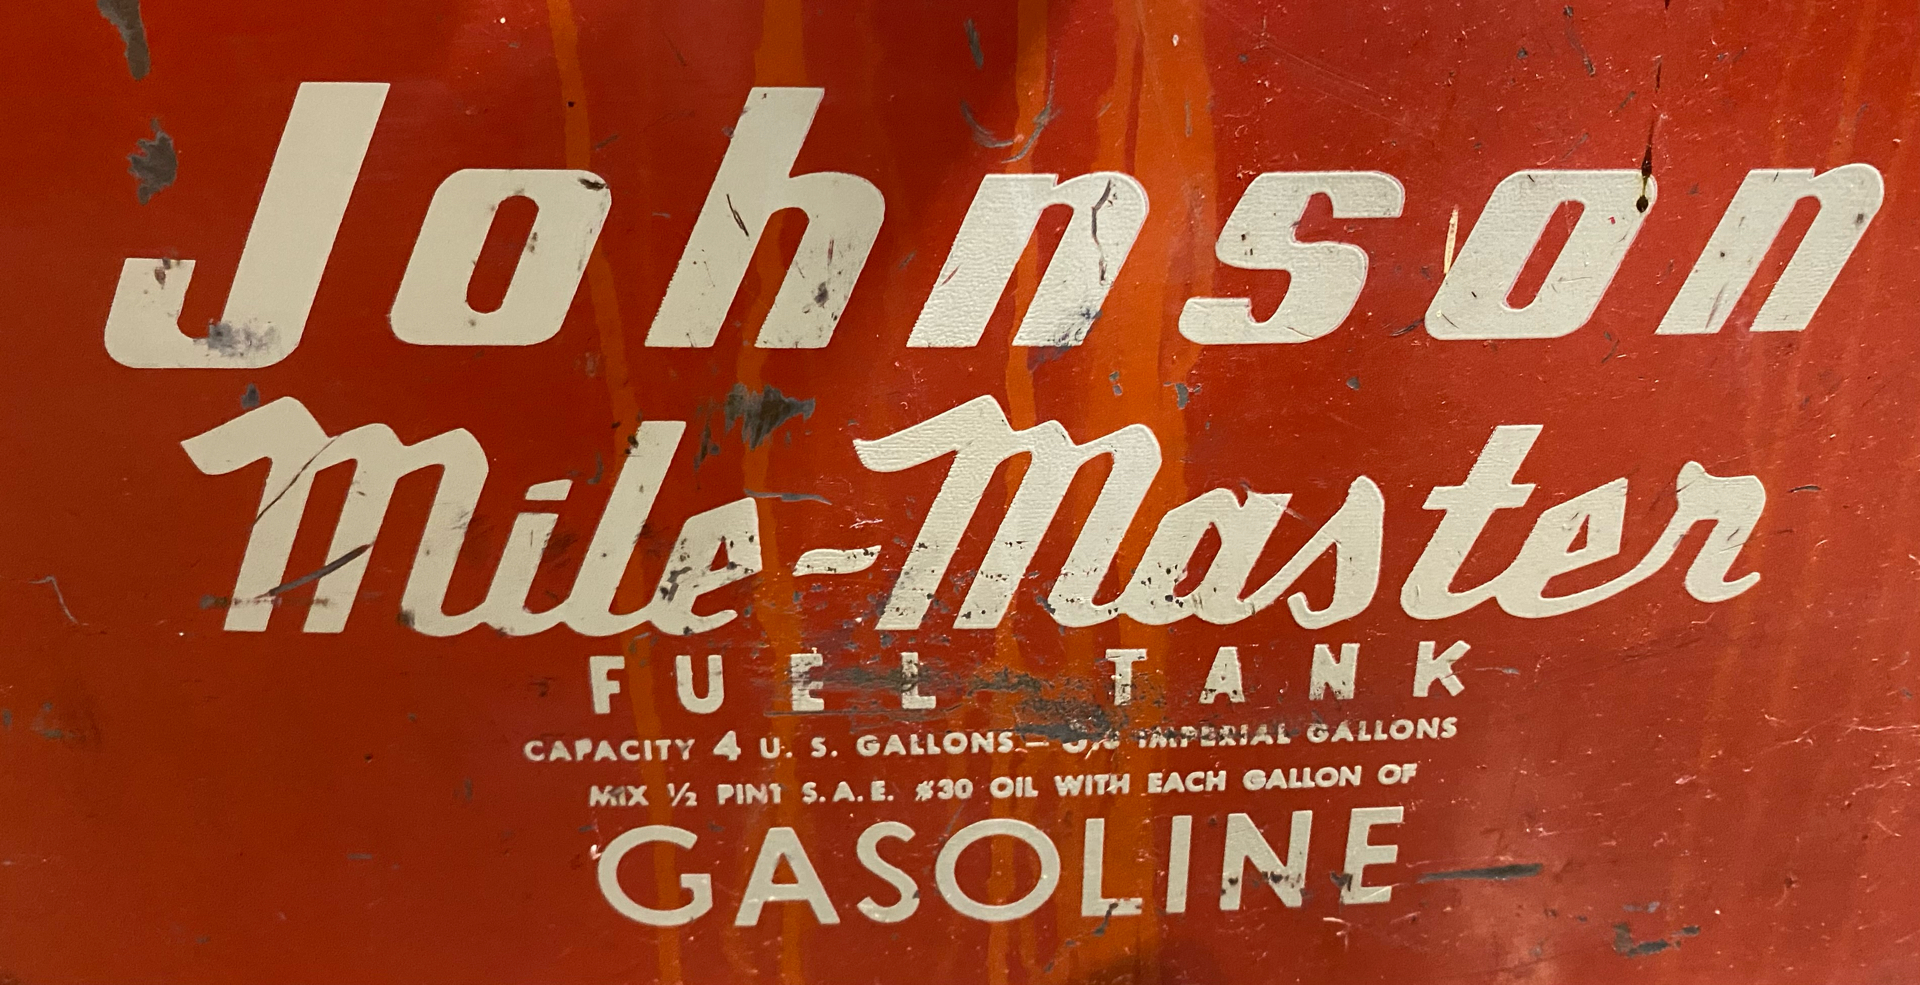 Johnson
Mile-Master
FUEL TANK
CAPACITY 4 U. S. GALLONS — IMPERIAL GALLONS
MIX ½ PINT S.A.E. #30 OIL WITH EACH GALLON OF
GASOLINE